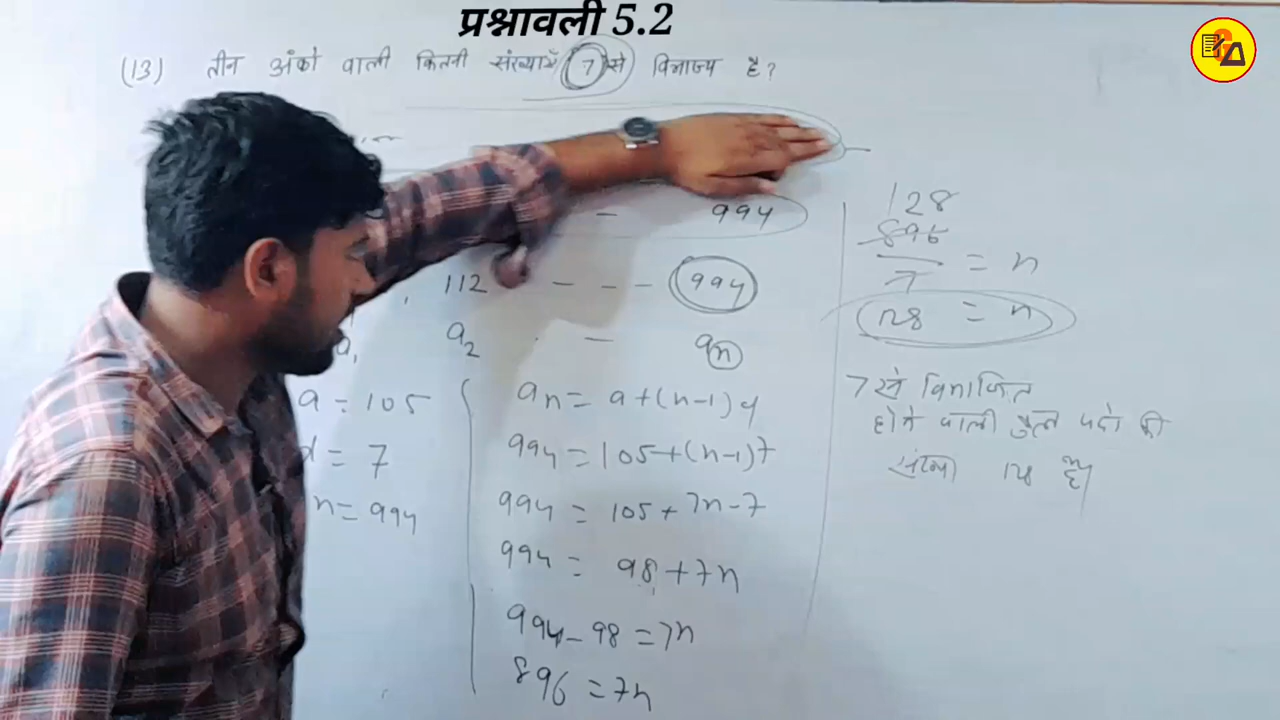 प्रश्नावली 5.2
(13) तीन अंको वाली कितनी संख्याएँ 7 से विभाज्य है?
— 994
, 112 - - - - 994
a₁ a₂ . — an
a = 105
d = 7
n = 994
an = a + (n-1) d
994 = 105 + (n-1) 7
994 = 105 + 7n - 7
994 = 98 + 7n
994 - 98 = 7n
896 = 7n
128
896
7 = n
128 = n
7 से विभाजित
होने वाली कुल पदो की
संख्या 128 है।